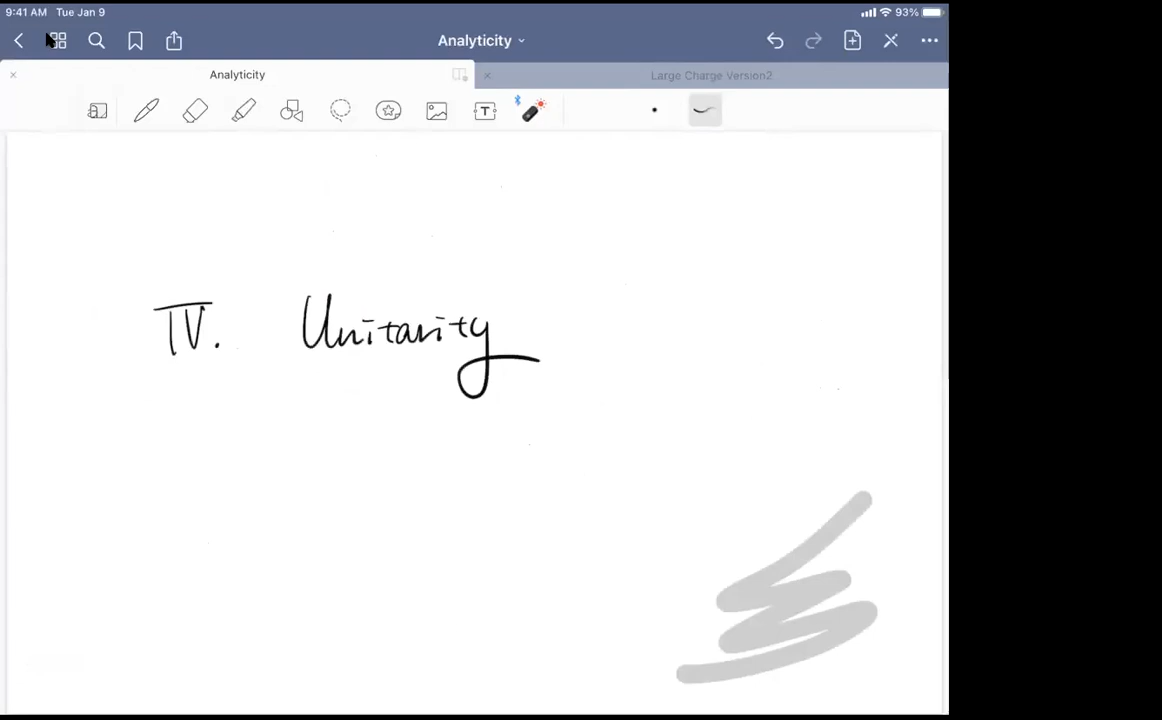 9:41 AM Tue Jan 9 93%
Analyticity
Analyticity Large Charge Version2
T
IV. Unitarity